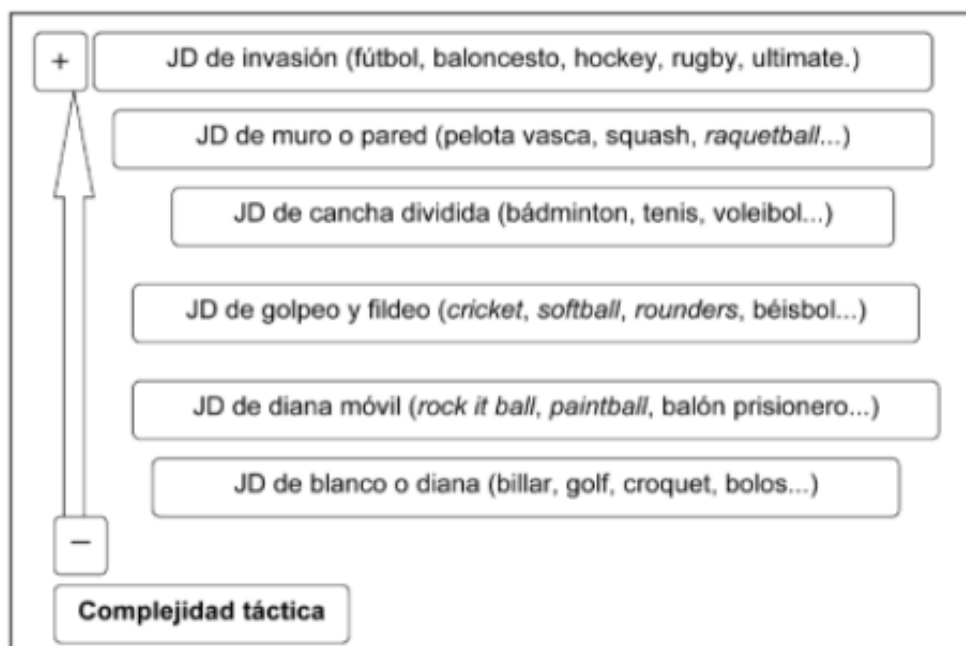 +
JD de invasión (fútbol, baloncesto, hockey, rugby, ultimate.)
JD de muro o pared (pelota vasca, squash, raquetball...)
JD de cancha dividida (bádminton, tenis, voleibol...)
JD de golpeo y fildeo (cricket, softball, rounders, béisbol...)
JD de diana móvil (rock it ball, paintball, balón prisionero...)
JD de blanco o diana (billar, golf, croquet, bolos...)
−
Complejidad táctica